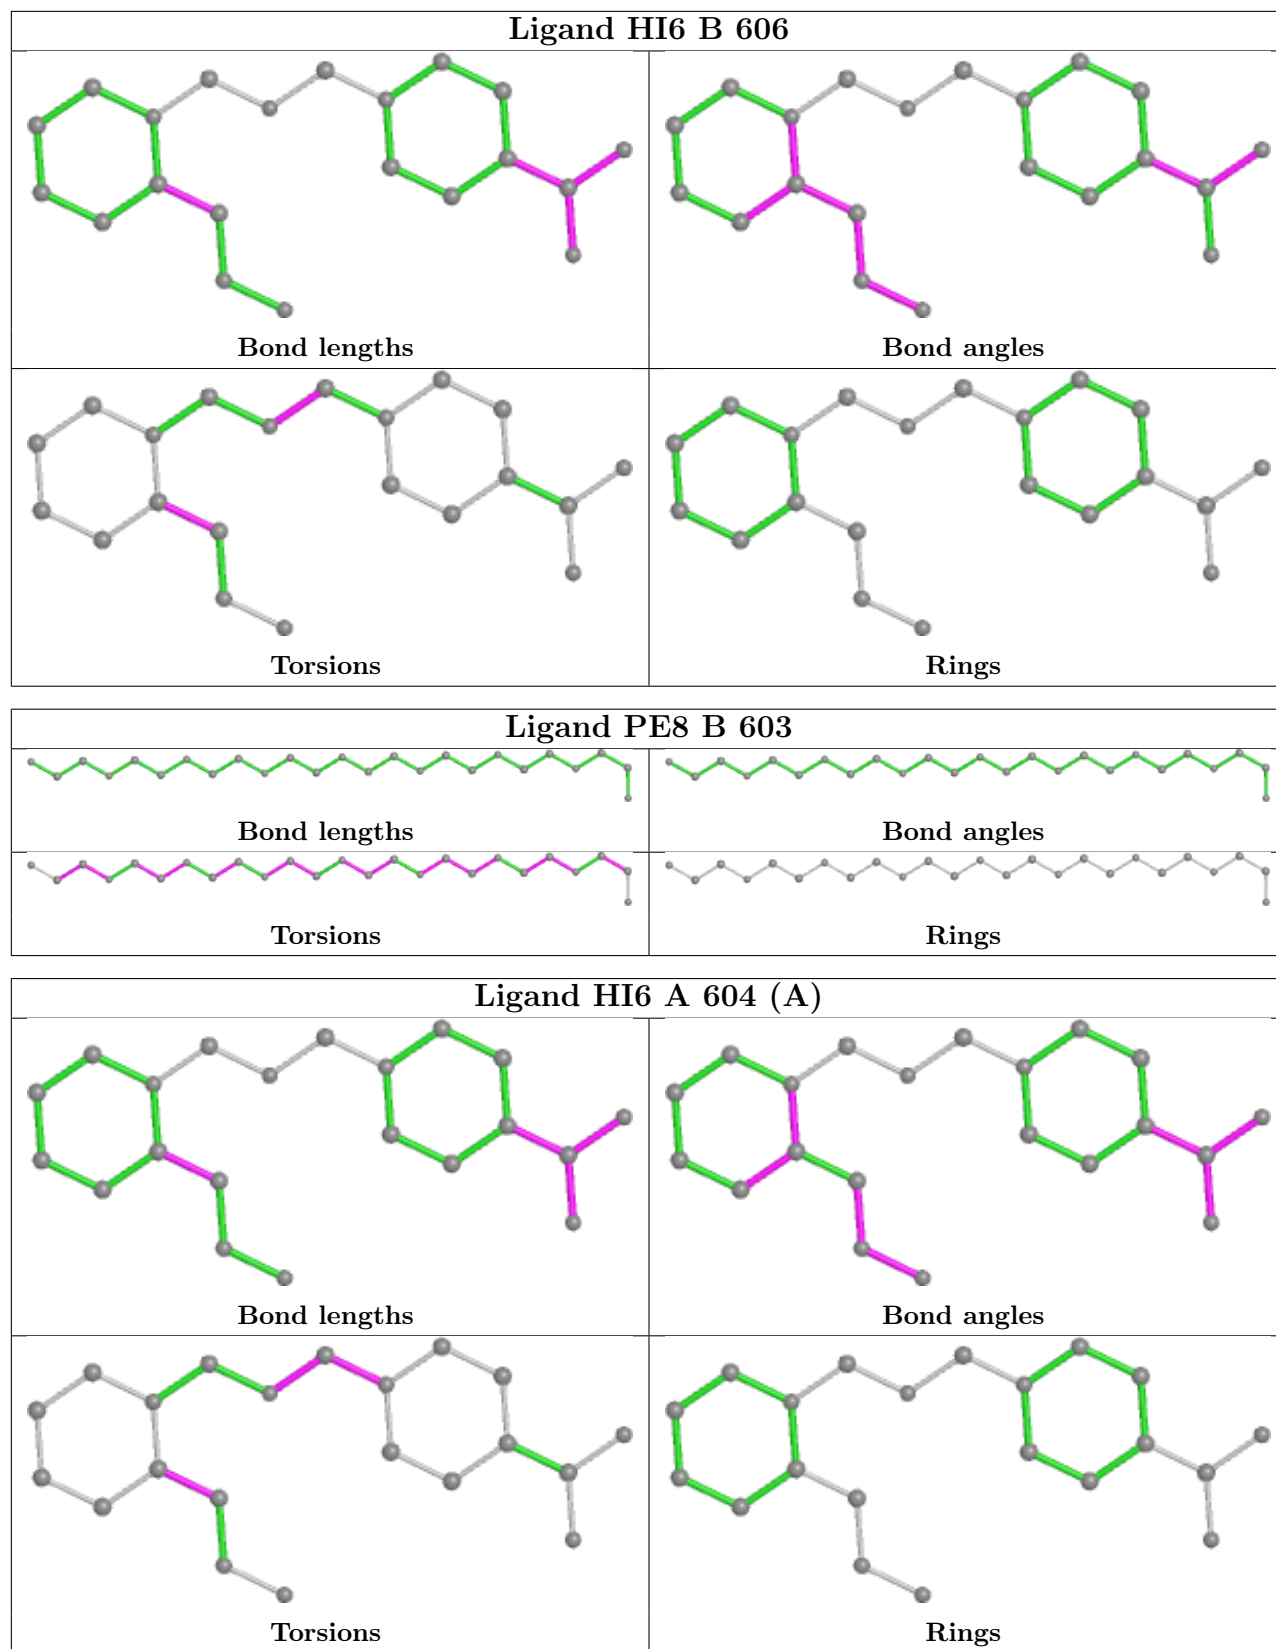 Ligand HI6 B 606
Bond lengths
Bond angles
Torsions
Rings
Ligand PE8 B 603
Bond lengths
Bond angles
Torsions
Rings
Ligand HI6 A 604 (A)
Bond lengths
Bond angles
Torsions
Rings